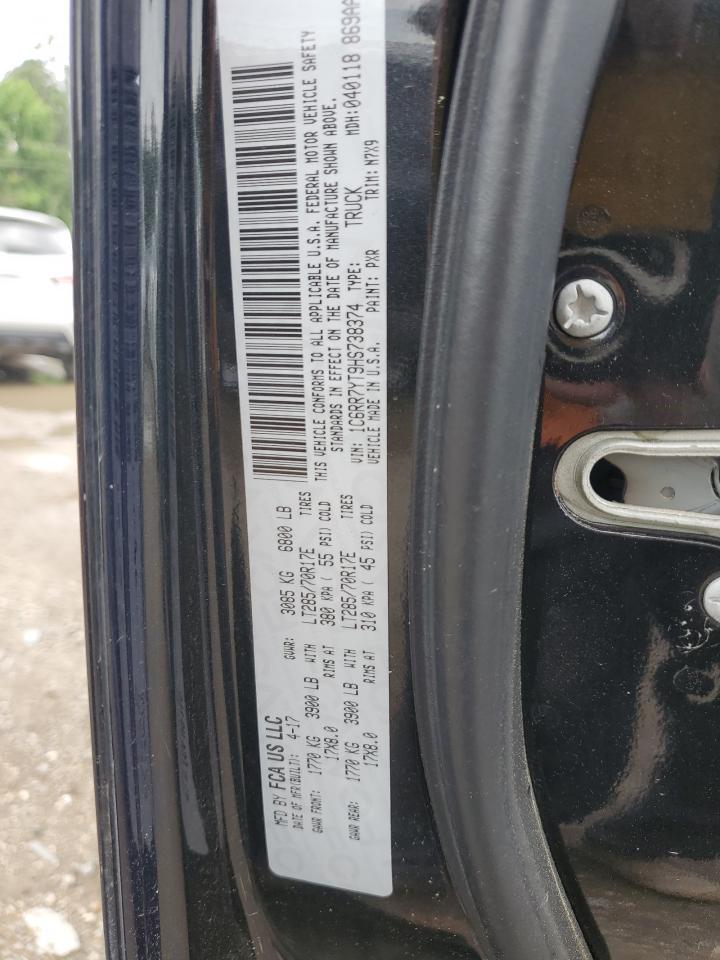 MFD BY FCA US LLC
DATE OF MFR(BUILT): 4-17 GVWR: 3085 KG 6800 LB
GAWR FRONT: 1770 KG 3900 LB WITH LT285/70R17E TIRES
17X8.0 RIMS AT 380 KPA ( 55 PSI) COLD
GAWR REAR: 1770 KG 3900 LB WITH LT285/70R17E TIRES
17X8.0 RIMS AT 310 KPA ( 45 PSI) COLD
THIS VEHICLE CONFORMS TO ALL APPLICABLE U.S.A. FEDERAL MOTOR VEHICLE SAFETY
STANDARDS IN EFFECT ON THE DATE OF MANUFACTURE SHOWN ABOVE.
VIN: 1C6RR7YT9HS738374 TYPE: TRUCK MDH:040118 869AA
VEHICLE MADE IN U.S.A. PAINT: PXR TRIM: N7X9